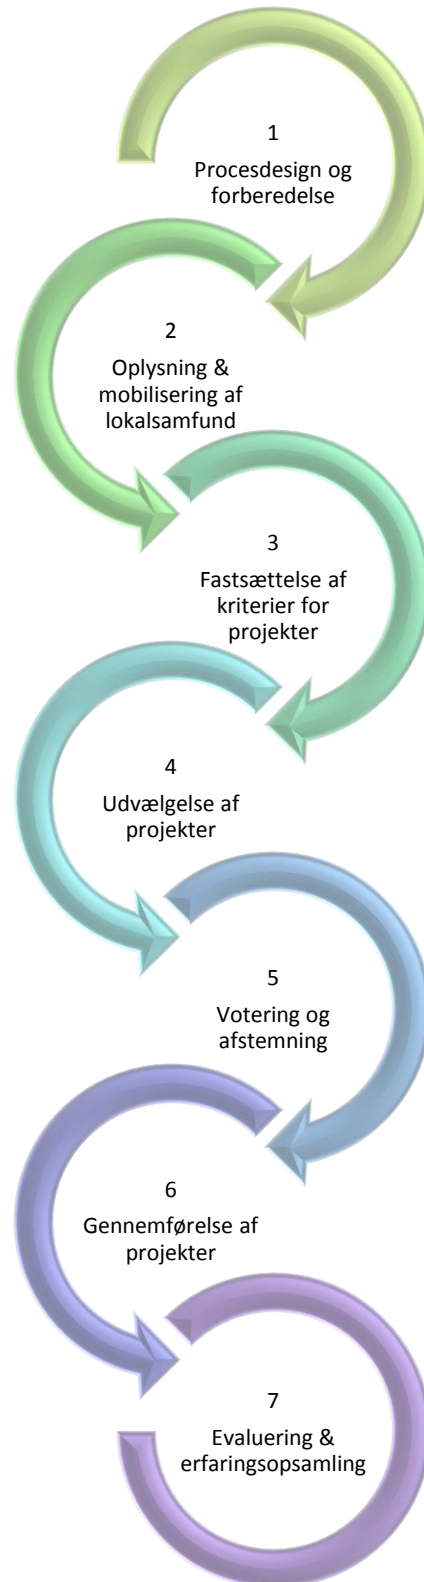 1
Procesdesign og
forberedelse
2
Oplysning &
mobilisering af
lokalsamfund
3
Fastsættelse af
kriterier for
projekter
4
Udvælgelse af
projekter
5
Votering og
afstemning
6
Gennemførelse af
projekter
7
Evaluering &
erfaringsopsamling